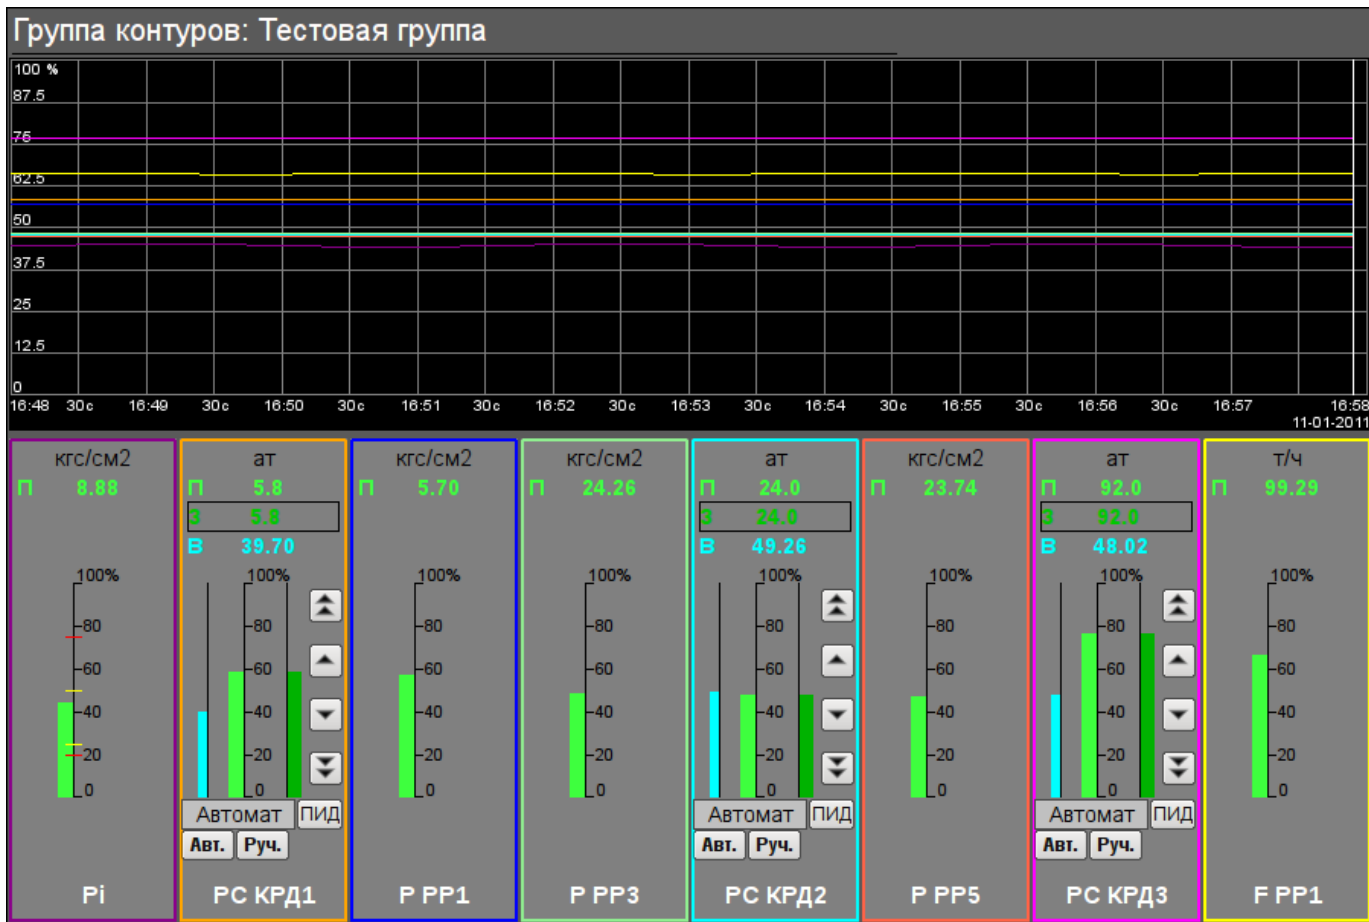 Группа контуров: Тестовая группа
100 %
87.5
75
62.5
50
37.5
25
12.5
0
16:48 30с 16:49 30с 16:50 30с 16:51 30с 16:52 30с 16:53 30с 16:54 30с 16:55 30с 16:56 30с 16:57 16:58
11-01-2011
кгс/см2 ат кгс/см2 кгс/см2 ат кгс/см2 ат т/ч
П 8.88 П 5.8 П 5.70 П 24.26 П 24.0 П 23.74 П 92.0 П 99.29
З 5.8 З 24.0 З 92.0
В 39.70 В 49.26 В 48.02
100% 100% 100% 100% 100% 100% 100% 100%
80 80 80 80 80 80 80 80
60 60 60 60 60 60 60 60
40 40 40 40 40 40 40 40
20 20 20 20 20 20 20 20
0 0 0 0 0 0 0 0
Автомат ПИД Автомат ПИД Автомат ПИД
Авт. Руч. Авт. Руч. Авт. Руч.
Pi РС КРД1 P PP1 P PP3 РС КРД2 P PP5 РС КРД3 F PP1